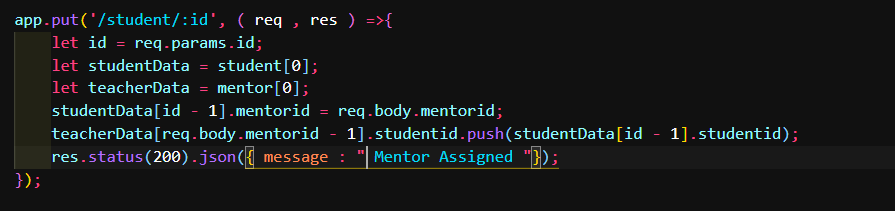 app.put('/student/:id', ( req , res ) =>{
    let id = req.params.id;
    let studentData = student[0];
    let teacherData = mentor[0];
    studentData[id - 1].mentorid = req.body.mentorid;
    teacherData[req.body.mentorid - 1].studentid.push(studentData[id - 1].studentid);
    res.status(200).json({ message : " Mentor Assigned "});
});